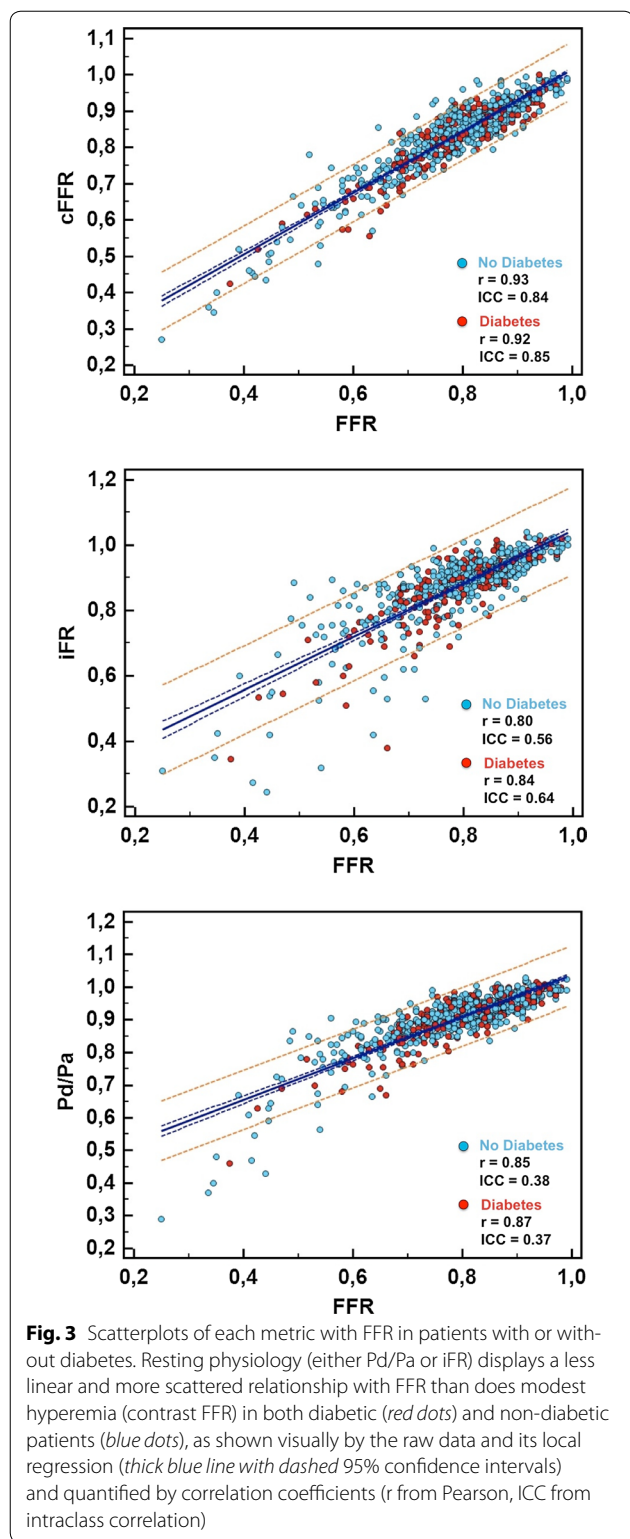 1,1
1,0
0,9
0,8
0,7
0,6
0,5
0,4
0,3
0,2
cFFR
No Diabetes
r = 0.93
ICC = 0.84
Diabetes
r = 0.92
ICC = 0.85
0,2 0,4 0,6 0,8 1,0
FFR
1,2
1,0
0,8
0,6
0,4
0,2
iFR
No Diabetes
r = 0.80
ICC = 0.56
Diabetes
r = 0.84
ICC = 0.64
0,2 0,4 0,6 0,8 1,0
FFR
1,2
1,1
1,0
0,9
0,8
0,7
0,6
0,5
0,4
0,3
0,2
Pd/Pa
No Diabetes
r = 0.85
ICC = 0.38
Diabetes
r = 0.87
ICC = 0.37
0,2 0,4 0,6 0,8 1,0
FFR
Fig. 3 Scatterplots of each metric with FFR in patients with or with-
out diabetes. Resting physiology (either Pd/Pa or iFR) displays a less
linear and more scattered relationship with FFR than does modest
hyperemia (contrast FFR) in both diabetic (red dots) and non-diabetic
patients (blue dots), as shown visually by the raw data and its local
regression (thick blue line with dashed 95% confidence intervals)
and quantified by correlation coefficients (r from Pearson, ICC from
intraclass correlation)